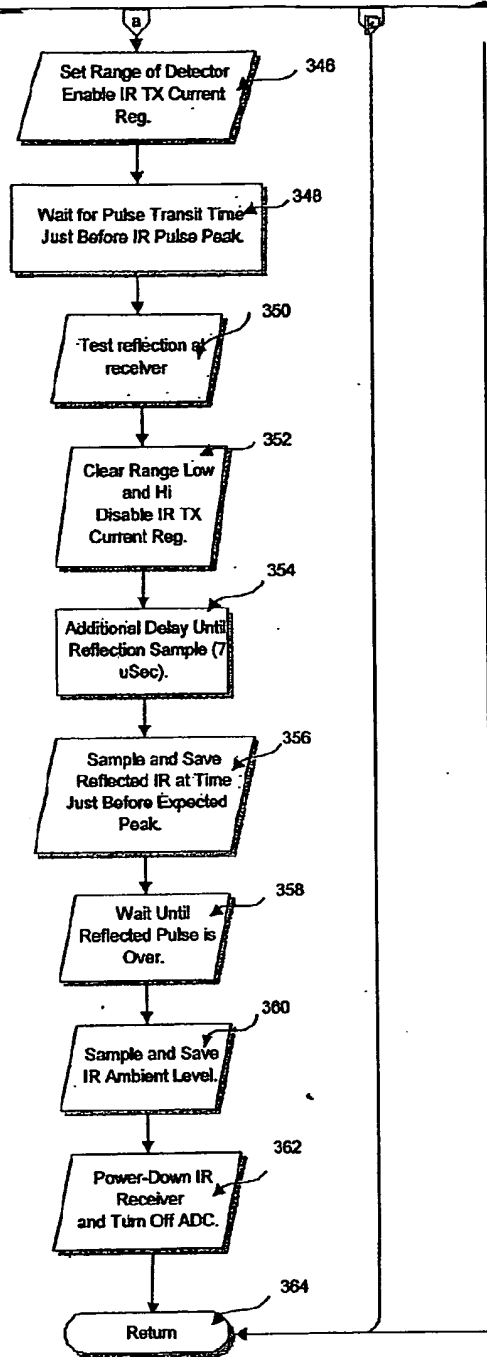 a
Set Range of Detector
Enable IR TX Current
Reg.
346
Wait for Pulse Transit Time
Just Before IR Pulse Peak.
348
Test reflection at
receiver
350
Clear Range Low
and Hi
Disable IR TX
Current Reg.
352
Additional Delay Until
Reflection Sample (7
uSec).
354
Sample and Save
Reflected IR at Time
Just Before Expected
Peak.
356
Wait Until
Reflected Pulse is
Over.
358
Sample and Save
IR Ambient Level.
360
Power-Down IR
Receiver
and Turn Off ADC.
362
Return
364